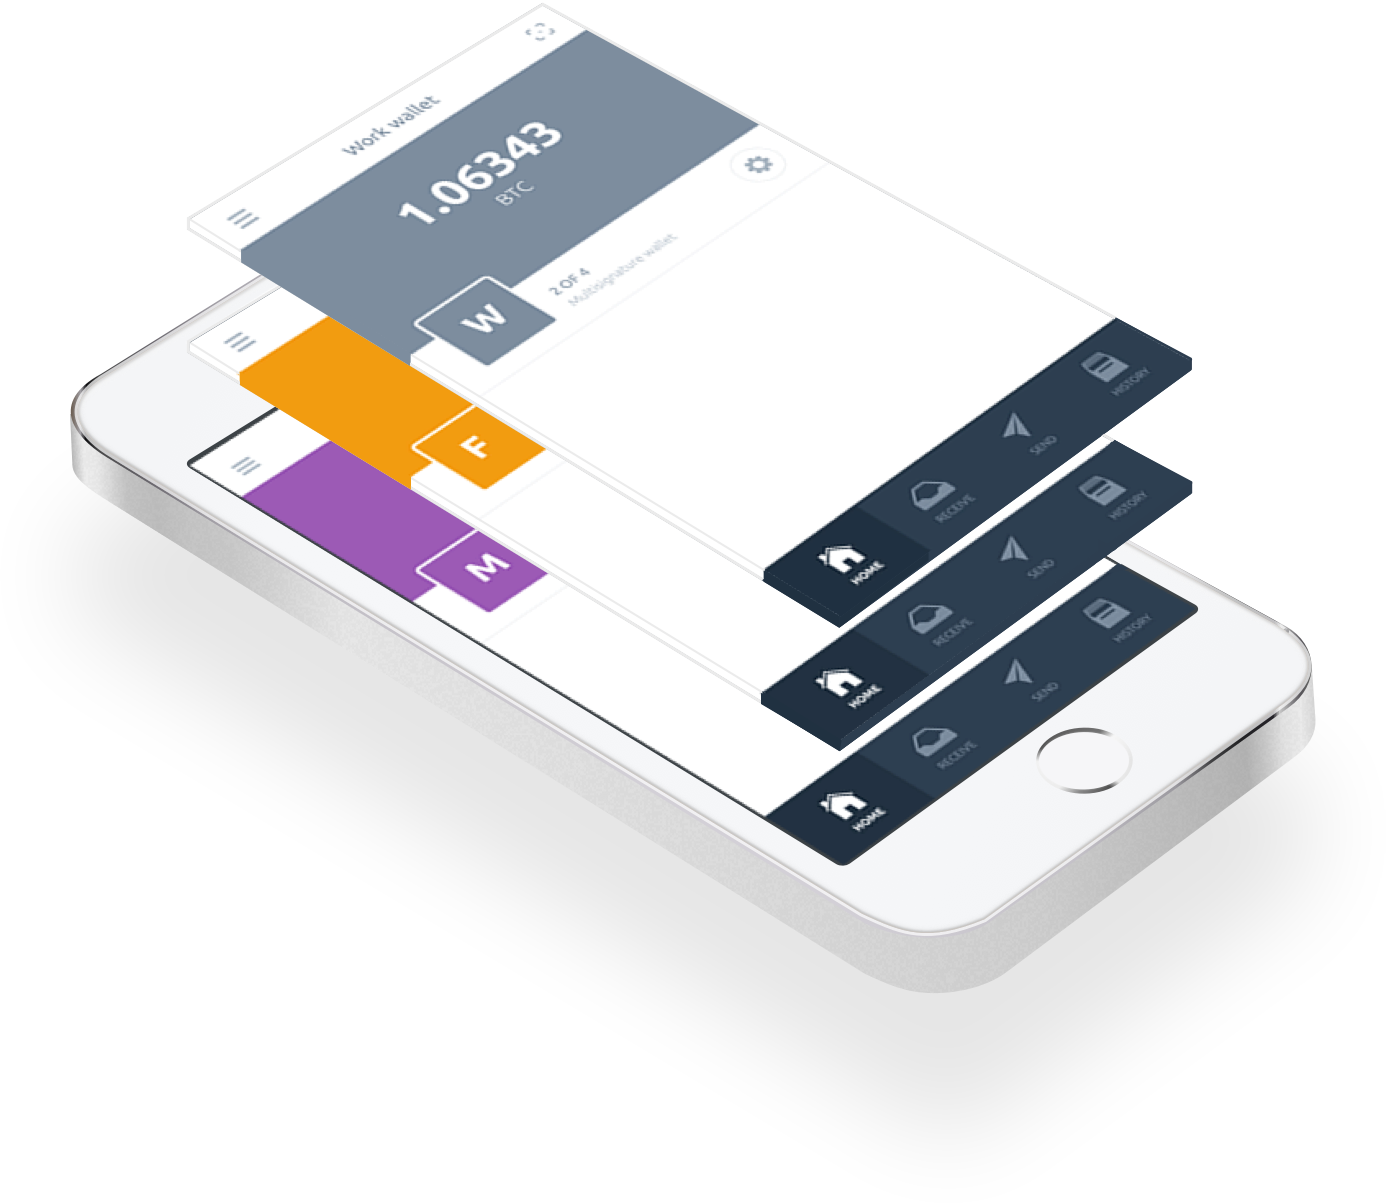 Work wallet
1.06343
BTC
W
2 OF 4
Multisignature wallet
HOME
RECEIVE
SEND
HISTORY
F
HOME
RECEIVE
SEND
HISTORY
M
HOME
RECEIVE
SEND
HISTORY